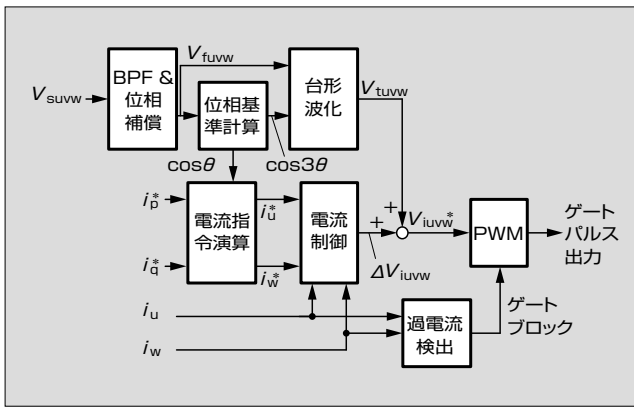 BPF &
位相
補償
V_suvw
V_fuvw
位相基
準計算
台形
波化
V_tuvw
cosθ
cos3θ
i_p*
i_q*
電流指
令演算
i_u*
i_w*
電流
制御
+
+
V_iuvw*
ΔV_iuvw
PWM
ゲート
パルス
出力
i_u
i_w
過電流
検出
ゲート
ブロック